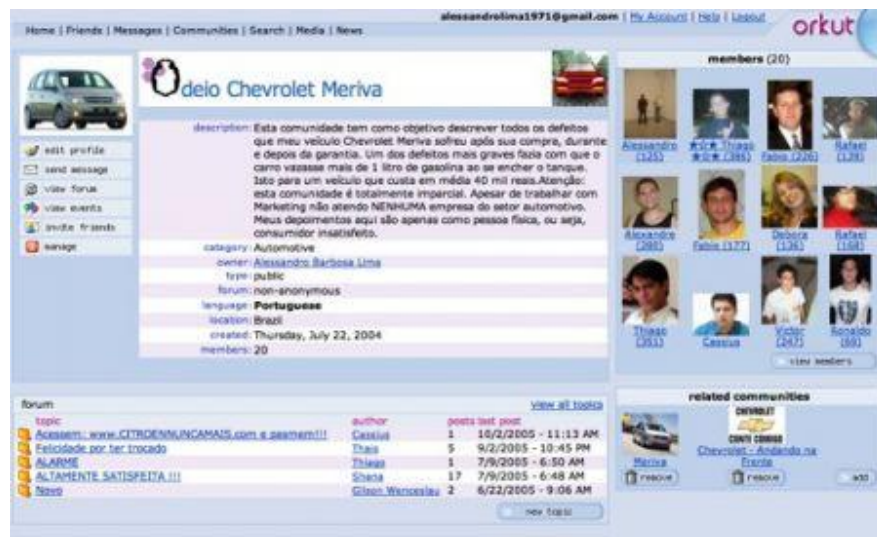 alessandrolima1971@gmail.com | My Account | Help | Logout
Home | Friends | Messages | Communities | Search | Media | News
orkut
Odeio Chevrolet Meriva
edit profile
send message
view forum
view events
invite friends
manage
description: Esta comunidade tem como objetivo descrever todos os defeitos
que meu veículo Chevrolet Meriva sofreu após sua compra, durante
e depois da garantia. Um dos defeitos mais graves fazia com que o
carro vazasse mais de 1 litro de gasolina ao se encher o tanque.
Isto para um veículo que custa em média 40 mil reais.Atenção:
esta comunidade é totalmente imparcial. Apesar de trabalhar com
Marketing não atendo NENHUMA empresa do setor automotivo.
Meus depoimentos aqui são apenas como pessoa física, ou seja,
consumidor insatisfeito.
category: Automotive
owner: Alessandro Barbosa Lima
type: public
forum: non-anonymous
language: Portuguese
location: Brazil
created: Thursday, July 22, 2004
members: 20
members (20)
Alessandro (125)
★☆★ Thiago ★☆★ (386)
Fabio (226)
Rafael (128)
Alexandre (280)
Fabio (177)
Debora (136)
Rafael (168)
Thiago (351)
Cassius
Victor (247)
Ronaldo (69)
view members
forum
view all topics
topic author posts last post
Acessem: www.CITROENNUNCAMAIS.com e pasmem!!! Cassius 1 10/2/2005 - 11:13 AM
Felicidade por ter trocado Thais 5 9/2/2005 - 10:45 PM
ALARME Thiago 1 7/9/2005 - 6:50 AM
ALTAMENTE SATISFEITA !!! Shana 17 7/9/2005 - 6:48 AM
Novo Gilson Wenceslau 2 6/22/2005 - 9:06 AM
new topic
related communities
Meriva
remove
CHEVROLET
CONTE COMIGO
Chevrolet - Andando na
Frente
remove
add